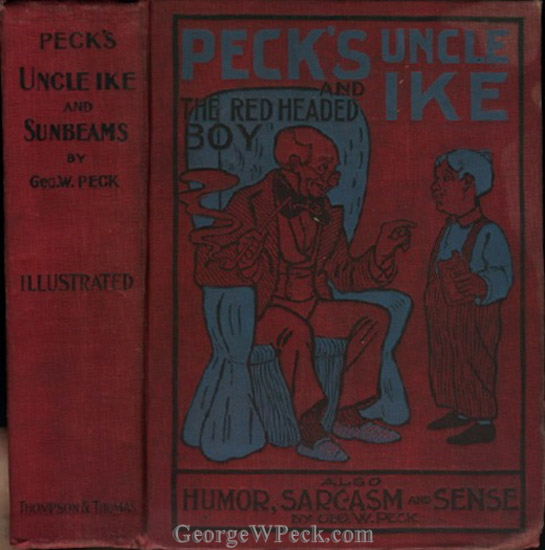 PECK'S
UNCLE IKE
AND
SUNBEAMS
BY
GEO. W. PECK
ILLUSTRATED
THOMPSON & THOMAS
PECK'S UNCLE
AND IKE
THE RED HEADED
BOY
ALSO
HUMOR, SARCASM AND SENSE
BY GEO. W. PECK
GeorgeWPeck.com